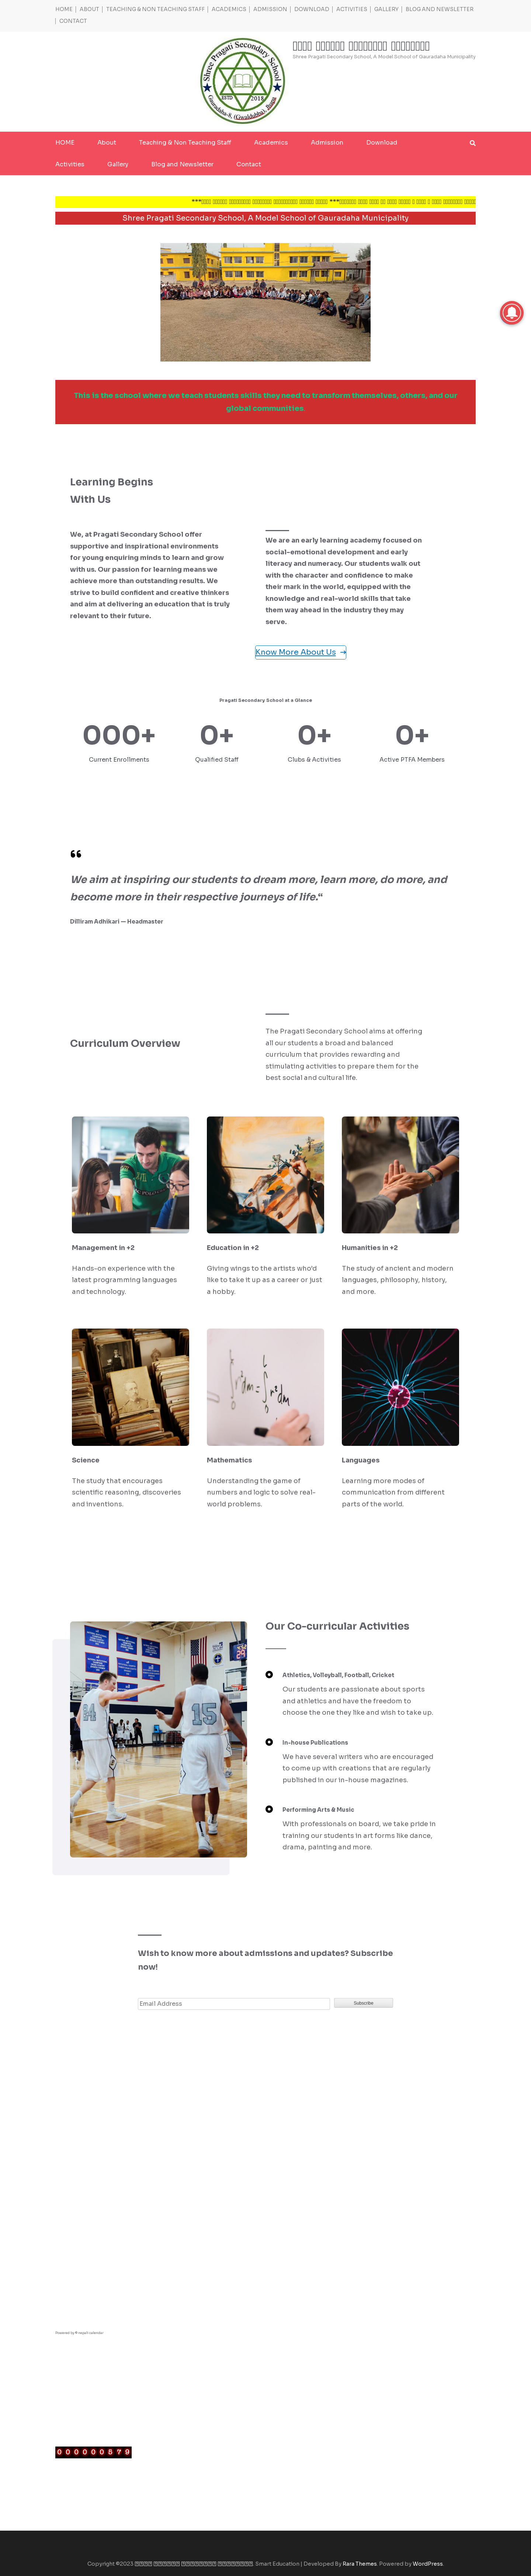 HOME | ABOUT | TEACHING & NON TEACHING STAFF | ACADEMICS | ADMISSION | DOWNLOAD | ACTIVITIES | GALLERY | BLOG AND NEWSLETTER
| CONTACT
Shree Pragati Secondary School
2018
Gauradaha-8, (Gwaldubba), Jhapa
Shree Pragati Secondary School, A Model School of Gauradaha Municipality
HOME About Teaching & Non Teaching Staff Academics Admission Download
Activities Gallery Blog and Newsletter Contact
Shree Pragati Secondary School, A Model School of Gauradaha Municipality
This is the school where we teach students skills they need to transform themselves, others, and our
global communities.
Learning Begins
With Us
We, at Pragati Secondary School offer
supportive and inspirational environments
for young enquiring minds to learn and grow
with us. Our passion for learning means we
achieve more than outstanding results. We
strive to build confident and creative thinkers
and aim at delivering an education that is truly
relevant to their future.
We are an early learning academy focused on
social-emotional development and early
literacy and numeracy. Our students walk out
with the character and confidence to make
their mark in the world, equipped with the
knowledge and real-world skills that take
them way ahead in the industry they may
serve.
Know More About Us →
Pragati Secondary School at a Glance
000+ 0+ 0+ 0+
Current Enrollments Qualified Staff Clubs & Activities Active PTFA Members
We aim at inspiring our students to dream more, learn more, do more, and
become more in their respective journeys of life.“
Dilliram Adhikari — Headmaster
Curriculum Overview
The Pragati Secondary School aims at offering
all our students a broad and balanced
curriculum that provides rewarding and
stimulating activities to prepare them for the
best social and cultural life.
Management in +2
Hands-on experience with the
latest programming languages
and technology.
Education in +2
Giving wings to the artists who'd
like to take it up as a career or just
a hobby.
Humanities in +2
The study of ancient and modern
languages, philosophy, history,
and more.
Science
The study that encourages
scientific reasoning, discoveries
and inventions.
Mathematics
Understanding the game of
numbers and logic to solve real-
world problems.
Languages
Learning more modes of
communication from different
parts of the world.
Our Co-curricular Activities
Athletics, Volleyball, Football, Cricket
Our students are passionate about sports
and athletics and have the freedom to
choose the one they like and wish to take up.
In-house Publications
We have several writers who are encouraged
to come up with creations that are regularly
published in our in-house magazines.
Performing Arts & Music
With professionals on board, we take pride in
training our students in art forms like dance,
drama, painting and more.
14
15
Wish to know more about admissions and updates? Subscribe
now!
Email Address Subscribe
Powered by © nepali calendar
000000579
Copyright ©2023 Smart Education | Developed By Rara Themes. Powered by WordPress.